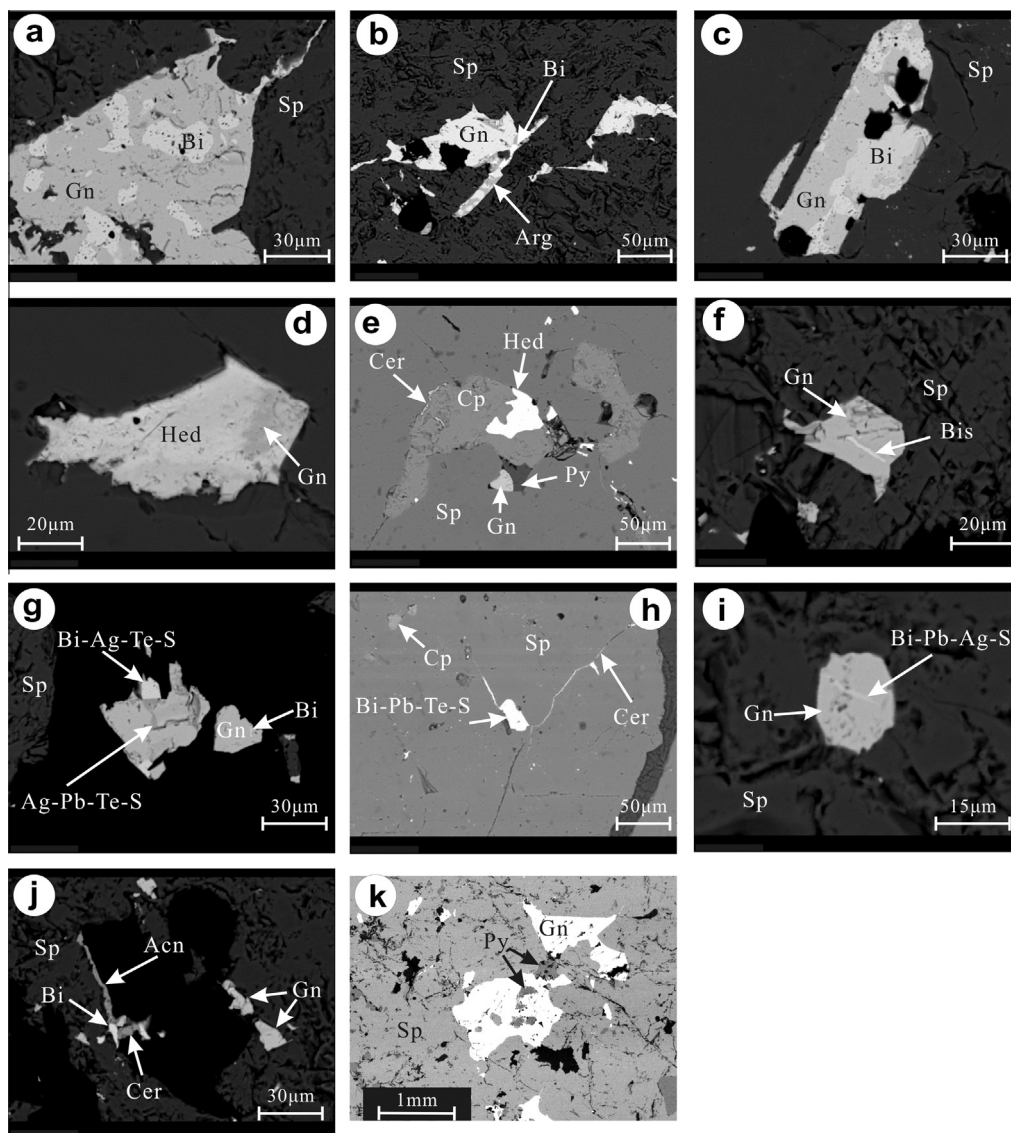 a
Sp
Bi
Gn
30μm
b
Sp
Bi
Gn
Arg
50μm
c
Sp
Bi
Gn
30μm
d
Hed
Gn
20μm
e
Hed
Cer
Cp
Py
Sp
Gn
50μm
f
Gn
Sp
Bis
20μm
g
Bi-Ag-Te-S
Sp
Bi
Gn
Ag-Pb-Te-S
30μm
h
Sp
Cp
Bi-Pb-Te-S
Cer
50μm
i
Bi-Pb-Ag-S
Gn
Sp
15μm
j
Sp
Acn
Bi
Gn
Cer
30μm
k
Gn
Py
Sp
1mm